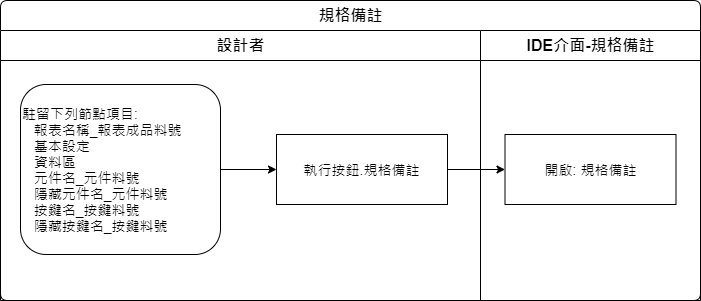 規格備註
設計者
IDE介面-規格備註
駐留下列節點項目:
報表名稱_報表成品料號
基本設定
資料區
元件名_元件料號
隱藏元件名_元件料號
按鍵名_按鍵料號
隱藏按鍵名_按鍵料號
執行按鈕.規格備註
開啟: 規格備註